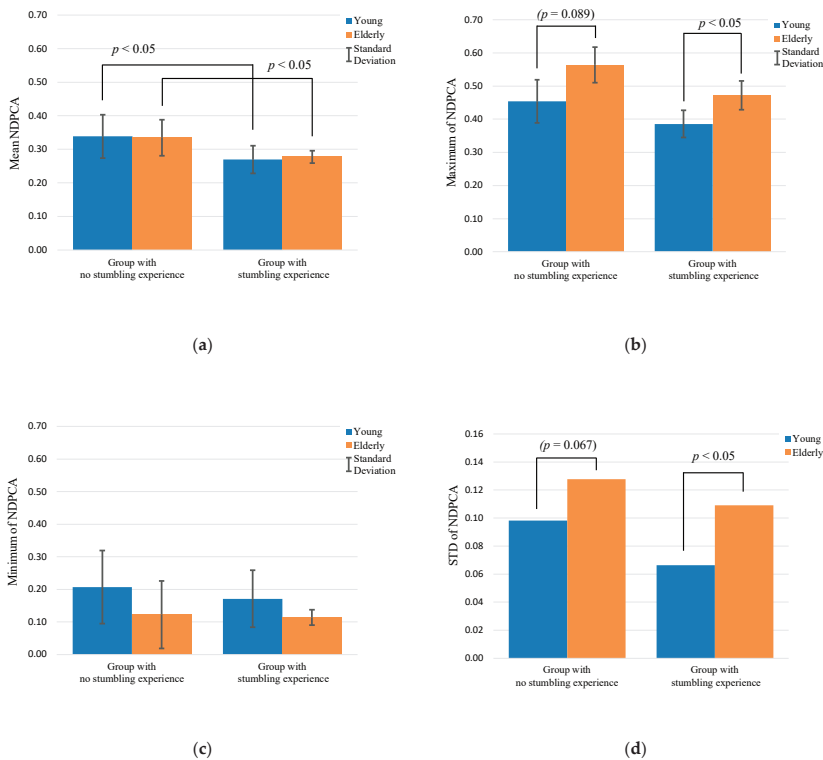 0.70
0.60
0.50
0.40
0.30
0.20
0.10
0.00
Mean NDPCA
p < 0.05
p < 0.05
Young
Elderly
Standard
Deviation
Group with
no stumbling experience
Group with
stumbling experience
(a)
0.70
0.60
0.50
0.40
0.30
0.20
0.10
0.00
Maximum of NDPCA
(p = 0.089)
p < 0.05
Young
Elderly
Standard
Deviation
Group with
no stumbling experience
Group with
stumbling experience
(b)
0.70
0.60
0.50
0.40
0.30
0.20
0.10
0.00
Minimum of NDPCA
Young
Elderly
Standard
Deviation
Group with
no stumbling experience
Group with
stumbling experience
(c)
0.16
0.14
0.12
0.10
0.08
0.06
0.04
0.02
0.00
STD of NDPCA
(p = 0.067)
p < 0.05
Young
Elderly
Group with
no stumbling experience
Group with
stumbling experience
(d)